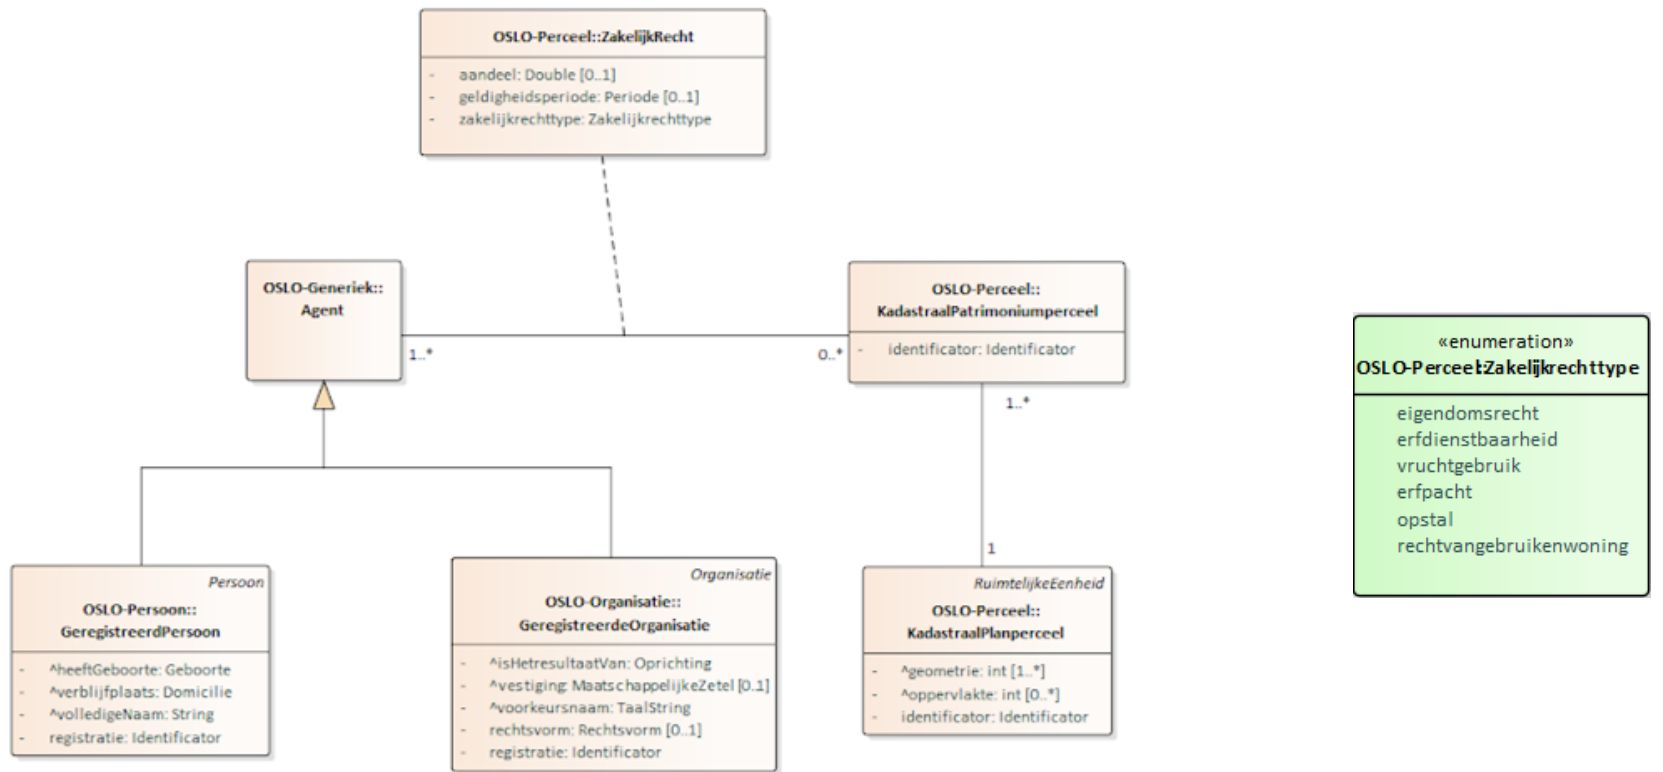 OSLO-Perceel::ZakelijkRecht
- aandeel: Double [0..1]
- geldigheidsperiode: Periode [0..1]
- zakelijkrechttype: Zakelijkrechttype
OSLO-Generiek::
Agent
1..*
0..*
OSLO-Perceel::
KadastraalPatrimoniumperceel
- identificator: Identificator
1..*
1
«enumeration»
OSLO-Perceel::Zakelijkrechttype
eigendomsrecht
erfdienstbaarheid
vruchtgebruik
erfpacht
opstal
rechtvangebruikenwoning
Persoon
OSLO-Persoon::
GeregistreerdPersoon
- ^heeftGeboorte: Geboorte
- ^verblijfplaats: Domicilie
- ^volledigeNaam: String
- registratie: Identificator
Organisatie
OSLO-Organisatie::
GeregistreerdeOrganisatie
- ^isHetresultaatVan: Oprichting
- ^vestiging: MaatschappelijkeZetel [0..1]
- ^voorkeursnaam: TaalString
- rechtsvorm: Rechtsvorm [0..1]
- registratie: Identificator
RuimtelijkeEenheid
OSLO-Perceel::
KadastraalPlanperceel
- ^geometrie: int [1..*]
- ^oppervlakte: int [0..*]
- identificator: Identificator